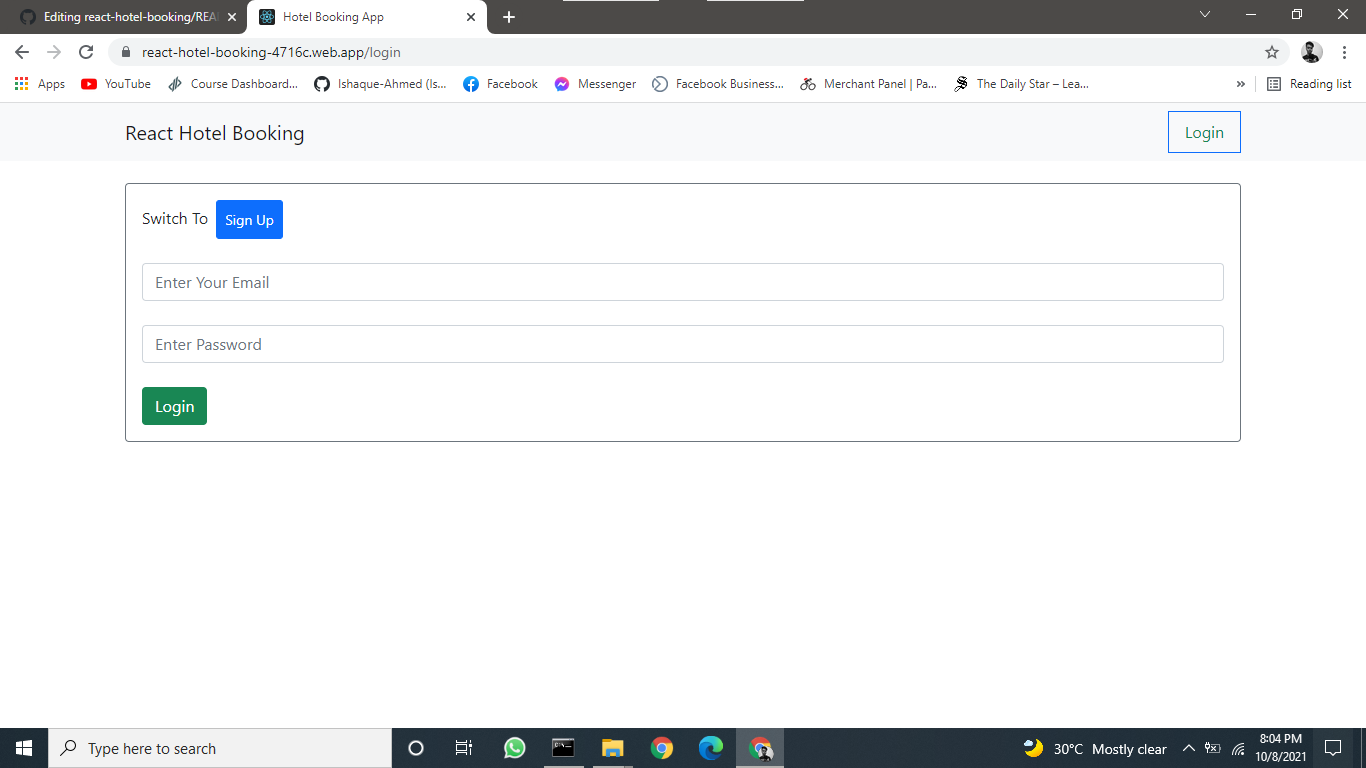 Editing react-hotel-booking/REA
Hotel Booking App
react-hotel-booking-4716c.web.app/login
Apps YouTube Course Dashboard... Ishaque-Ahmed (Is... Facebook Messenger Facebook Business... Merchant Panel | Pa... The Daily Star – Lea... » Reading list
React Hotel Booking
Login
Switch To Sign Up
Enter Your Email
Enter Password
Login
Type here to search
30°C Mostly clear
8:04 PM
10/8/2021